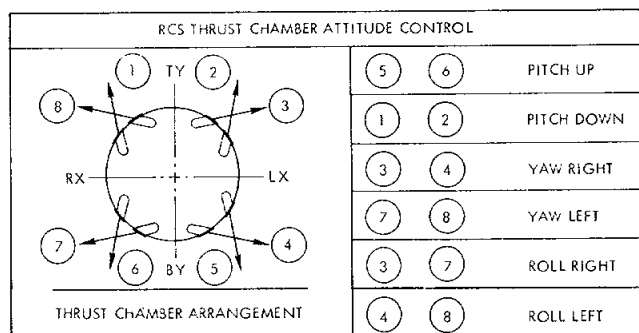 RCS THRUST CHAMBER ATTITUDE CONTROL
1 TY 2
8 3
RX LX
7 4
6 BY 5
THRUST CHAMBER ARRANGEMENT
5 6 PITCH UP
1 2 PITCH DOWN
3 4 YAW RIGHT
7 8 YAW LEFT
3 7 ROLL RIGHT
4 8 ROLL LEFT